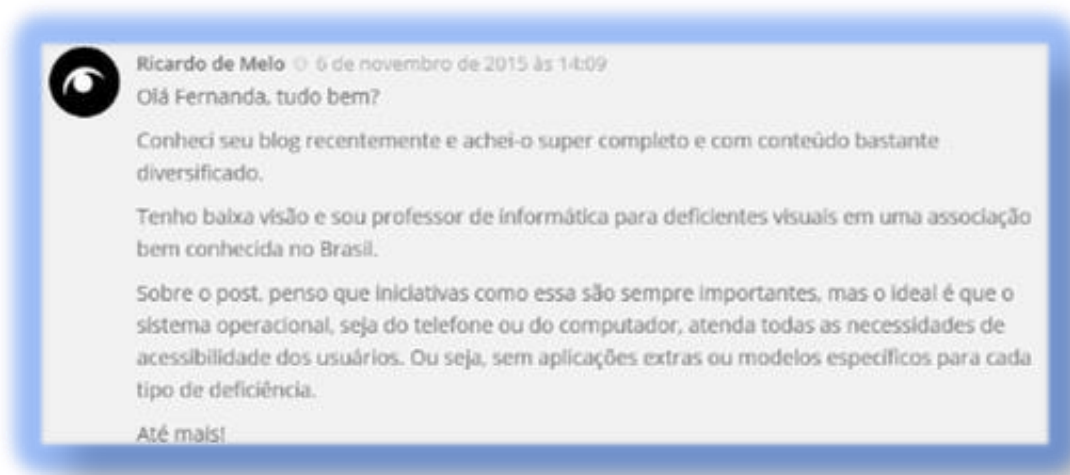 Ricardo de Melo 6 de novembro de 2015 às 14:09
Olá Fernanda, tudo bem?
Conheci seu blog recentemente e achei-o super completo e com conteúdo bastante
diversificado.
Tenho baixa visão e sou professor de informática para deficientes visuais em uma associação
bem conhecida no Brasil.
Sobre o post, penso que iniciativas como essa são sempre importantes, mas o ideal é que o
sistema operacional, seja do telefone ou do computador, atenda todas as necessidades de
acessibilidade dos usuários. Ou seja, sem aplicações extras ou modelos específicos para cada
tipo de deficiência.
Até mais!